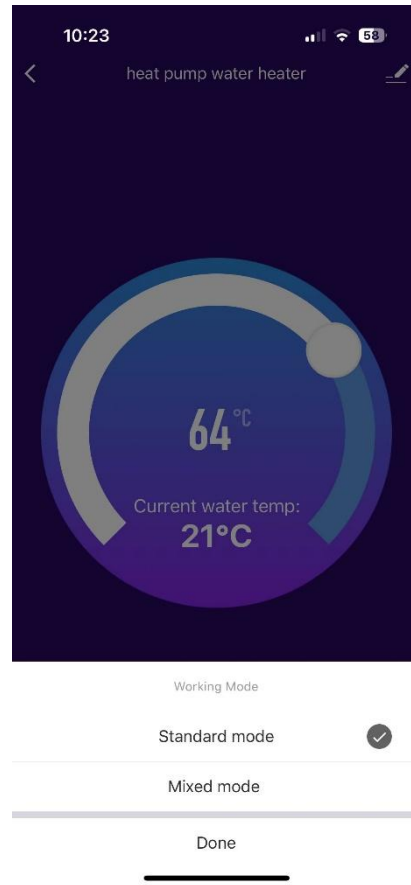 10:23
58
heat pump water heater
64°C
Current water temp:
21°C
Working Mode
Standard mode
Mixed mode
Done